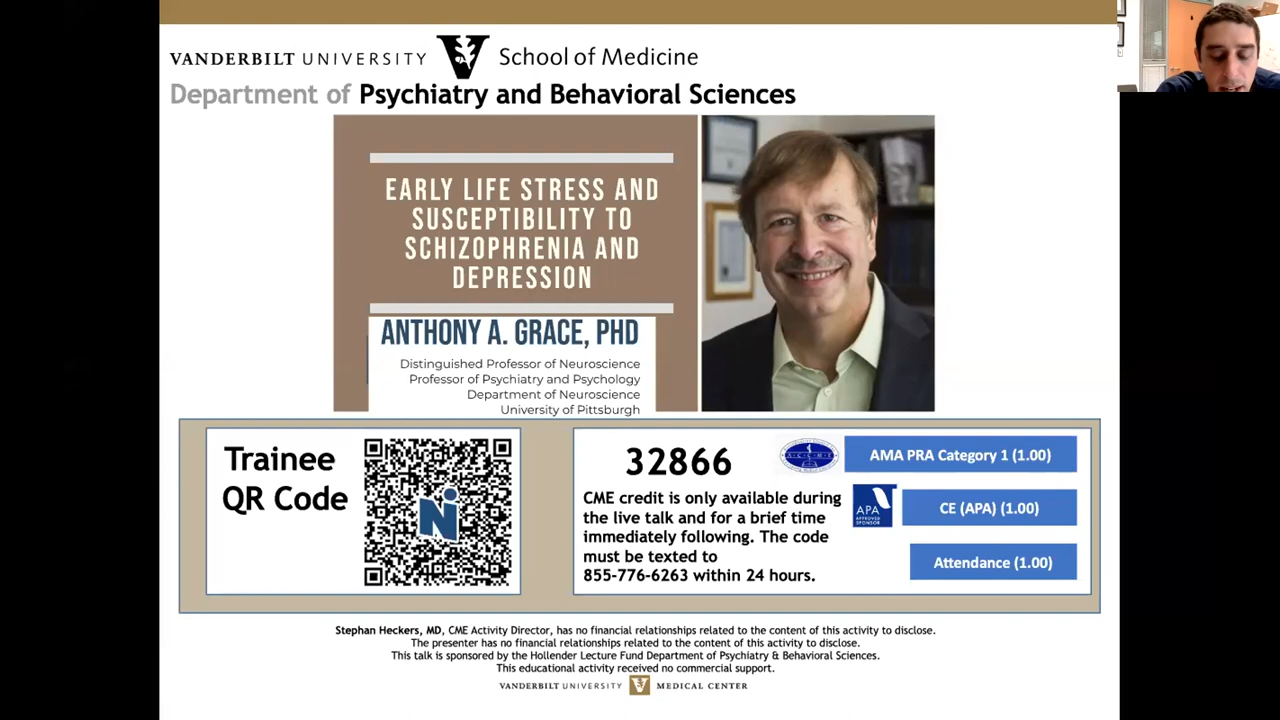 VANDERBILT UNIVERSITY School of Medicine
Department of Psychiatry and Behavioral Sciences
EARLY LIFE STRESS AND
SUSCEPTIBILITY TO
SCHIZOPHRENIA AND
DEPRESSION
ANTHONY A. GRACE, PHD
Distinguished Professor of Neuroscience
Professor of Psychiatry and Psychology
Department of Neuroscience
University of Pittsburgh
Trainee
QR Code
32866
CME credit is only available during
the live talk and for a brief time
immediately following. The code
must be texted to
855-776-6263 within 24 hours.
AMA PRA Category 1 (1.00)
APA
APPROVED
SPONSOR
CE (APA) (1.00)
Attendance (1.00)
Stephan Heckers, MD, CME Activity Director, has no financial relationships related to the content of this activity to disclose.
The presenter has no financial relationships related to the content of this activity to disclose.
This talk is sponsored by the Hollender Lecture Fund Department of Psychiatry & Behavioral Sciences.
This educational activity received no commercial support.
VANDERBILT UNIVERSITY MEDICAL CENTER